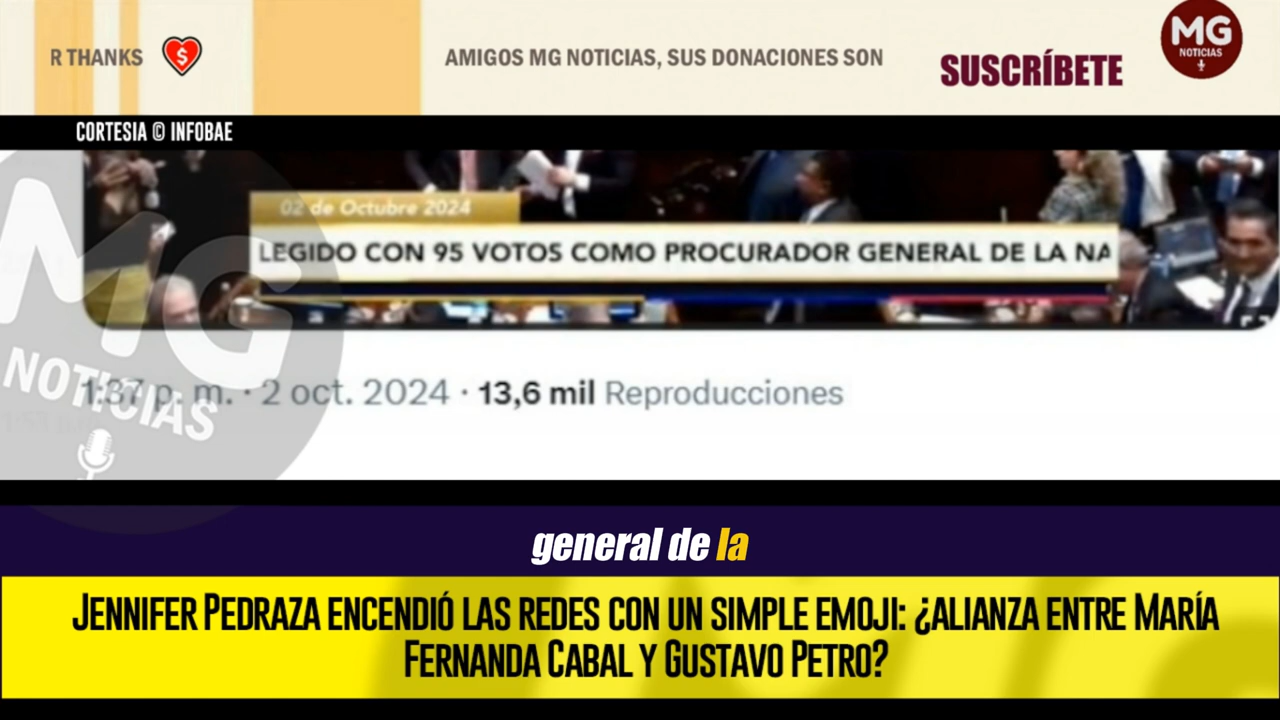 R THANKS
AMIGOS MG NOTICIAS, SUS DONACIONES SON
SUSCRÍBETE
MG
NOTICIAS
CORTESIA © INFOBAE
02 de Octubre 2024
LEGIDO CON 95 VOTOS COMO PROCURADOR GENERAL DE LA NA
MG
NOTICIAS
1:37 p. m. · 2 oct. 2024 · 13,6 mil Reproducciones
general de la
JENNIFER PEDRAZA ENCENDIÓ LAS REDES CON UN SIMPLE EMOJI: ¿ALIANZA ENTRE MARÍA
FERNANDA CABAL Y GUSTAVO PETRO?